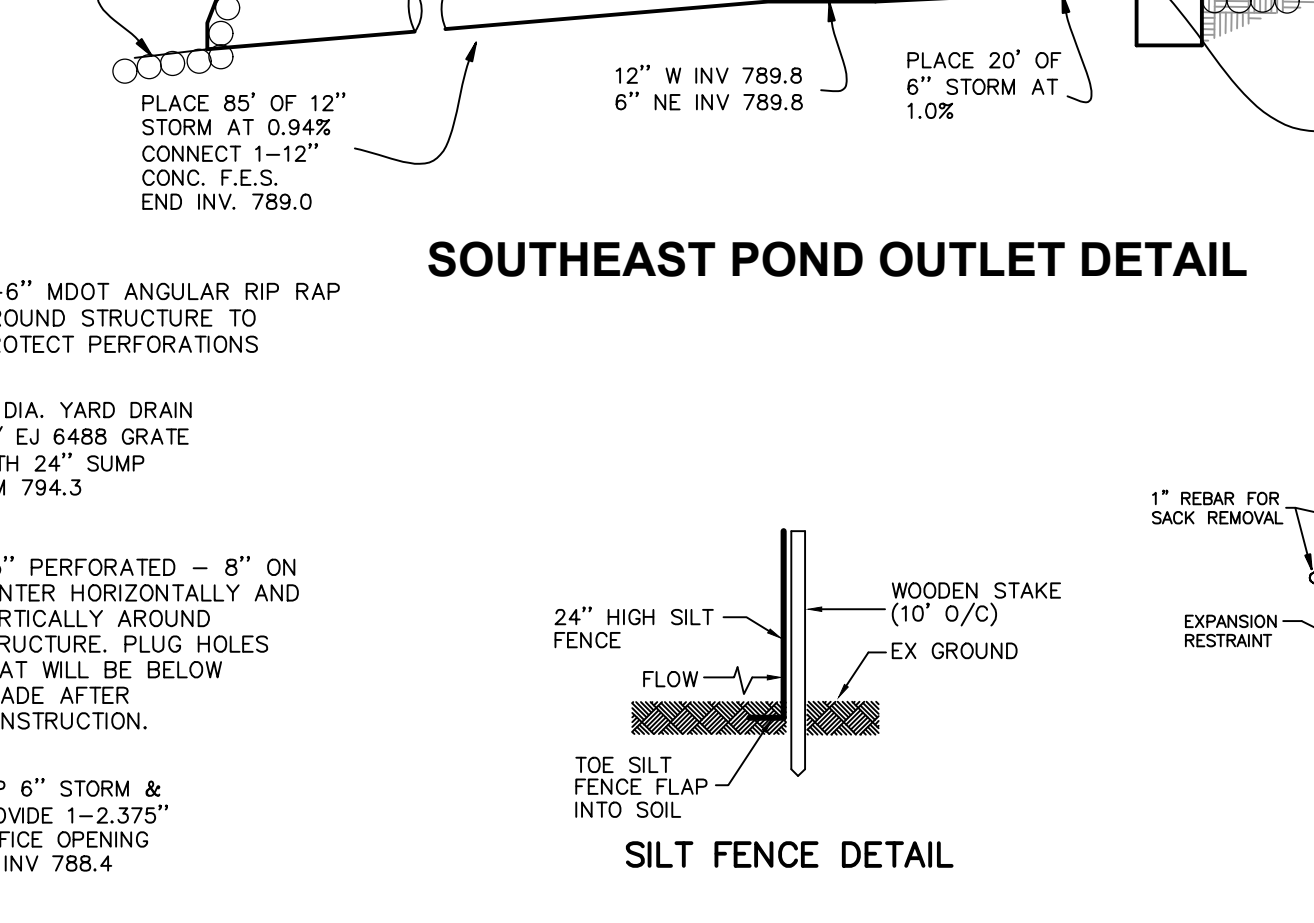 PLACE 85' OF 12"
STORM AT 0.94%
CONNECT 1-12"
CONC. F.E.S.
END INV. 789.0
12" W INV 789.8
6" NE INV 789.8
PLACE 20' OF
6" STORM AT
1.0%
SOUTHEAST POND OUTLET DETAIL
-6" MDOT ANGULAR RIP RAP
STRUCTURE TO
PERFORATIONS
DIA. YARD DRAIN
EJ 6488 GRATE
24" SUMP
794.3
PERFORATED - 8" ON
HORIZONTALLY AND
AROUND
PLUG HOLES
WILL BE BELOW
AFTER
6" STORM &
1-2.375"
OPENING
INV 788.4
24" HIGH SILT
FENCE
FLOW
WOODEN STAKE
(10' O/C)
EX GROUND
TOE SILT
FENCE FLAP
INTO SOIL
SILT FENCE DETAIL
1" REBAR FOR
SACK REMOVAL
EXPANSION
RESTRAINT